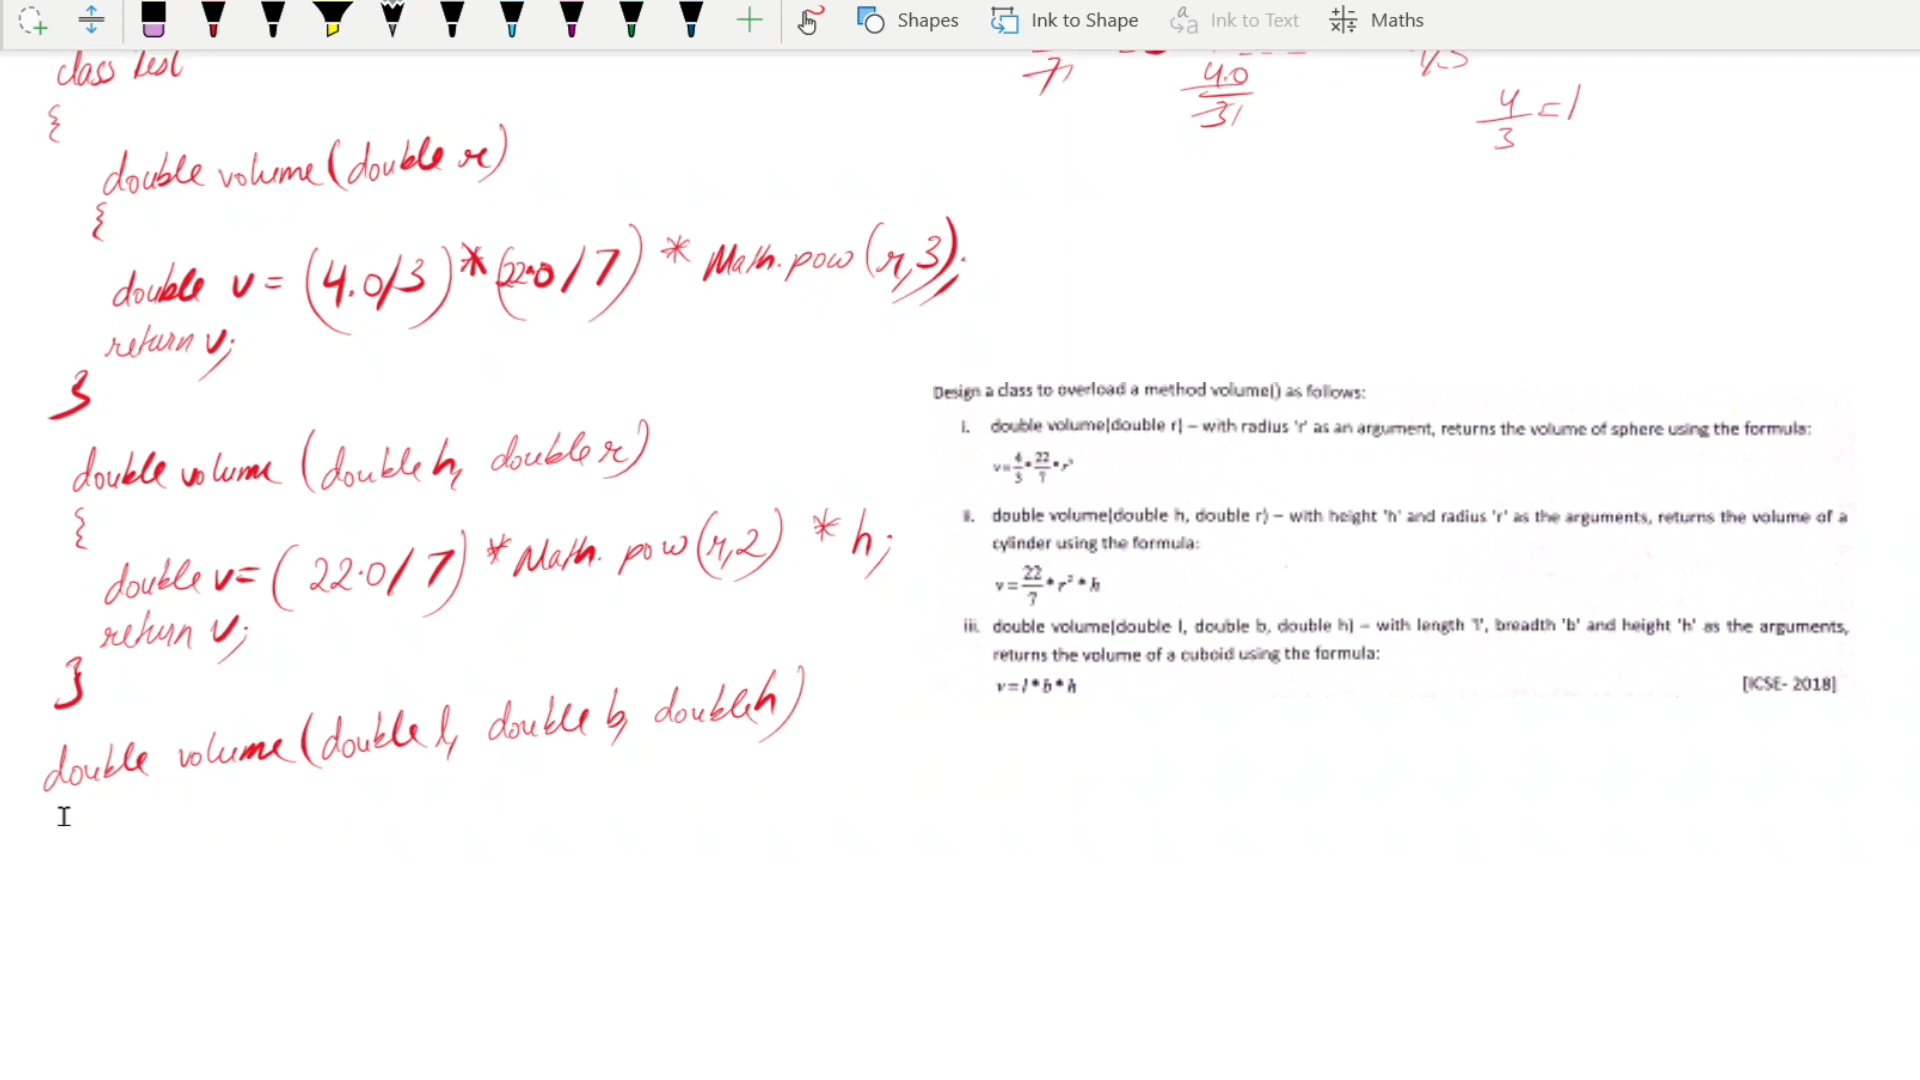 Shapes Ink to Shape Ink to Text Maths
class test
{
double volume(double r)
{
double v = (4.0/3)*(22.0/7) * Math.pow(r,3);
return v;
}
double volume (double h, double r)
{
double v= (22.0/7) * Math. pow(r,2) * h;
return v;
}
double volume(double l, double b, double h)
7
4.0
31
4
3 =1
Design a class to overload a method volume() as follows:
i. double volume(double r) – with radius 'r' as an argument, returns the volume of sphere using the formula:
v=4/3*22/7*r³
ii. double volume(double h, double r) – with height 'h' and radius 'r' as the arguments, returns the volume of a
cylinder using the formula:
v=22/7*r²*h
iii. double volume(double l, double b, double h) – with length 'l', breadth 'b' and height 'h' as the arguments,
returns the volume of a cuboid using the formula:
v=l*b*h [ICSE- 2018]